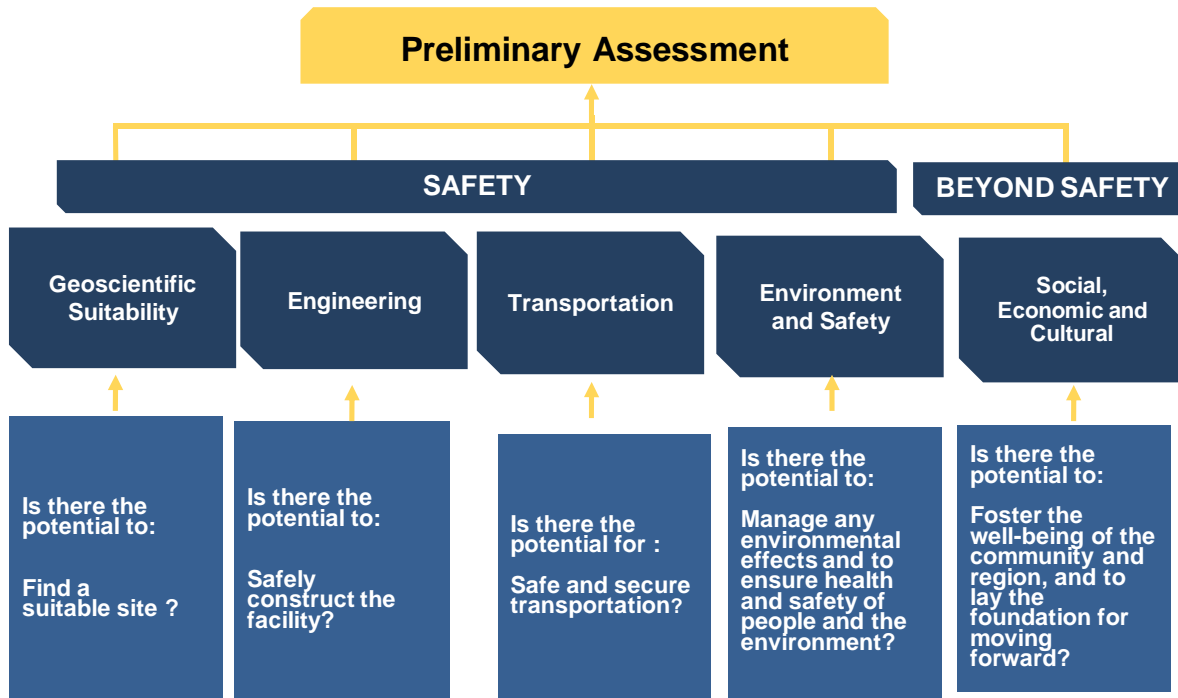 Preliminary Assessment
SAFETY
BEYOND SAFETY
Geoscientific
Suitability
Engineering
Transportation
Environment
and Safety
Social,
Economic and
Cultural
Is there the
potential to:
Find a
suitable site ?
Is there the
potential to:
Safely
construct the
facility?
Is there the
potential for :
Safe and secure
transportation?
Is there the
potential to:
Manage any
environmental
effects and to
ensure health
and safety of
people and the
environment?
Is there the
potential to:
Foster the
well-being of the
community and
region, and to
lay the
foundation for
moving
forward?